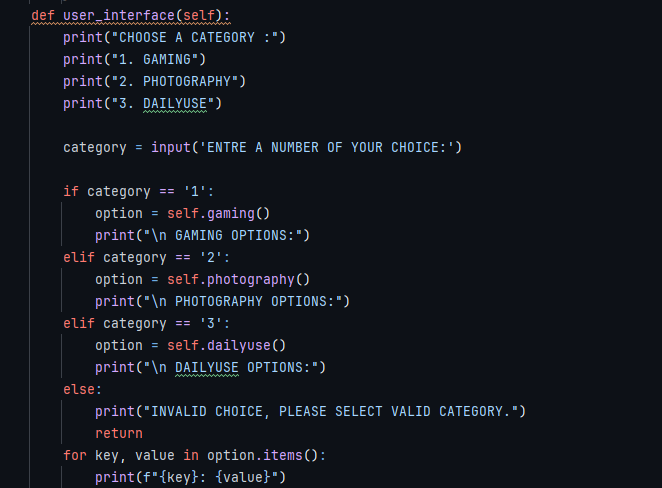 def user_interface(self):
    print("CHOOSE A CATEGORY :")
    print("1. GAMING")
    print("2. PHOTOGRAPHY")
    print("3. DAILYUSE")

    category = input('ENTRE A NUMBER OF YOUR CHOICE:')

    if category == '1':
        option = self.gaming()
        print("\n GAMING OPTIONS:")
    elif category == '2':
        option = self.photography()
        print("\n PHOTOGRAPHY OPTIONS:")
    elif category == '3':
        option = self.dailyuse()
        print("\n DAILYUSE OPTIONS:")
    else:
        print("INVALID CHOICE, PLEASE SELECT VALID CATEGORY.")
        return
    for key, value in option.items():
        print(f"{key}: {value}")